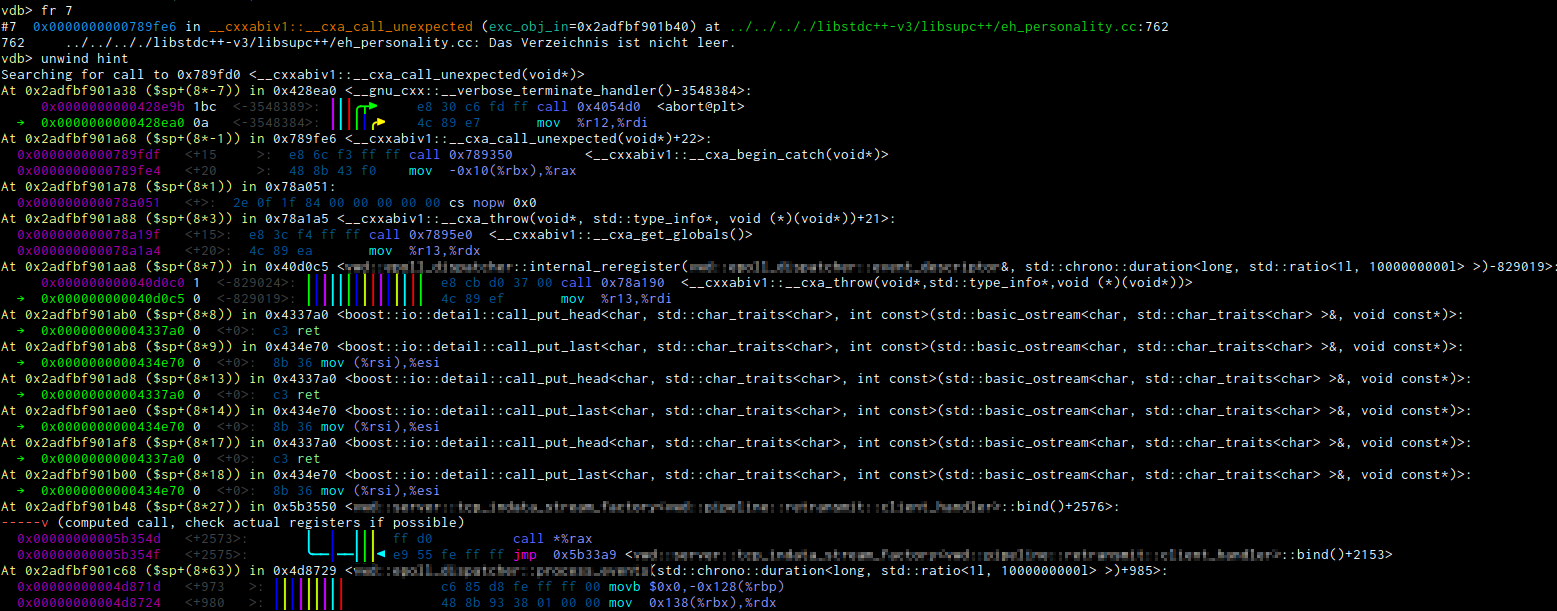 vdb> fr 7
#7  0x0000000000789fe6 in __cxxabiv1::__cxa_call_unexpected (exc_obj_in=0x2adfbf901b40) at ../../.././libstdc++-v3/libsupc++/eh_personality.cc:762
762     ../../.././libstdc++-v3/libsupc++/eh_personality.cc: Das Verzeichnis ist nicht leer.
vdb> unwind hint
Searching for call to 0x789fd0 <__cxxabiv1::__cxa_call_unexpected(void*)>
At 0x2adfbf901a38 ($sp+(8*-7)) in 0x428ea0 <__gnu_cxx::__verbose_terminate_handler()-3548384>:
0x0000000000428e9b 1bc <-3548389>: e8 30 c6 fd ff call 0x4054d0 <abort@plt>
→ 0x0000000000428ea0 0a <-3548384>: 4c 89 e7 mov %r12,%rdi
At 0x2adfbf901a68 ($sp+(8*-1)) in 0x789fe6 <__cxxabiv1::__cxa_call_unexpected(void*)+22>:
0x0000000000789fdf <+15 >: e8 6c f3 ff ff call 0x789350 <__cxxabiv1::__cxa_begin_catch(void*)>
0x0000000000789fe4 <+20 >: 48 8b 43 f0 mov -0x10(%rbx),%rax
At 0x2adfbf901a78 ($sp+(8*1)) in 0x78a051:
0x000000000078a051 <+>: 2e 0f 1f 84 00 00 00 00 00 cs nopw 0x0
At 0x2adfbf901a88 ($sp+(8*3)) in 0x78a1a5 <__cxxabiv1::__cxa_throw(void*, std::type_info*, void (*)(void*))+21>:
0x000000000078a19f <+15>: e8 3c f4 ff ff call 0x7895e0 <__cxxabiv1::__cxa_get_globals()>
0x000000000078a1a4 <+20>: 4c 89 ea mov %r13,%rdx
At 0x2adfbf901aa8 ($sp+(8*7)) in 0x40d0c5 <::internal_reregister(&, std::chrono::duration<long, std::ratio<1l, 1000000000l> >)-829019>:
0x000000000040d0c0 1 <-829024>: e8 cb d0 37 00 call 0x78a190 <__cxxabiv1::__cxa_throw(void*,std::type_info*,void (*)(void*))>
→ 0x000000000040d0c5 0 <-829019>: 4c 89 ef mov %r13,%rdi
At 0x2adfbf901ab0 ($sp+(8*8)) in 0x4337a0 <boost::io::detail::call_put_head<char, std::char_traits<char>, int const>(std::basic_ostream<char, std::char_traits<char> >&, void const*)>:
→ 0x00000000004337a0 0 <+0>: c3 ret
At 0x2adfbf901ab8 ($sp+(8*9)) in 0x434e70 <boost::io::detail::call_put_last<char, std::char_traits<char>, int const>(std::basic_ostream<char, std::char_traits<char> >&, void const*)>:
→ 0x0000000000434e70 0 <+0>: 8b 36 mov (%rsi),%esi
At 0x2adfbf901ad8 ($sp+(8*13)) in 0x4337a0 <boost::io::detail::call_put_head<char, std::char_traits<char>, int const>(std::basic_ostream<char, std::char_traits<char> >&, void const*)>:
→ 0x00000000004337a0 0 <+0>: c3 ret
At 0x2adfbf901ae0 ($sp+(8*14)) in 0x434e70 <boost::io::detail::call_put_last<char, std::char_traits<char>, int const>(std::basic_ostream<char, std::char_traits<char> >&, void const*)>:
→ 0x0000000000434e70 0 <+0>: 8b 36 mov (%rsi),%esi
At 0x2adfbf901af8 ($sp+(8*17)) in 0x4337a0 <boost::io::detail::call_put_head<char, std::char_traits<char>, int const>(std::basic_ostream<char, std::char_traits<char> >&, void const*)>:
→ 0x00000000004337a0 0 <+0>: c3 ret
At 0x2adfbf901b00 ($sp+(8*18)) in 0x434e70 <boost::io::detail::call_put_last<char, std::char_traits<char>, int const>(std::basic_ostream<char, std::char_traits<char> >&, void const*)>:
→ 0x0000000000434e70 0 <+0>: 8b 36 mov (%rsi),%esi
At 0x2adfbf901b48 ($sp+(8*27)) in 0x5b3550 <::bind()+2576>:
-----v (computed call, check actual registers if possible)
0x00000000005b354d <+2573>: ff d0 call *%rax
0x00000000005b354f <+2575>: e9 55 fe ff ff jmp 0x5b33a9 <::bind()+2153>
At 0x2adfbf901c68 ($sp+(8*63)) in 0x4d8729 <(std::chrono::duration<long, std::ratio<1l, 1000000000l> >)+985>:
0x00000000004d871d <+973 >: c6 85 d8 fe ff ff 00 movb $0x0,-0x128(%rbp)
0x00000000004d8724 <+980 >: 48 8b 93 38 01 00 00 mov 0x138(%rbx),%rdx